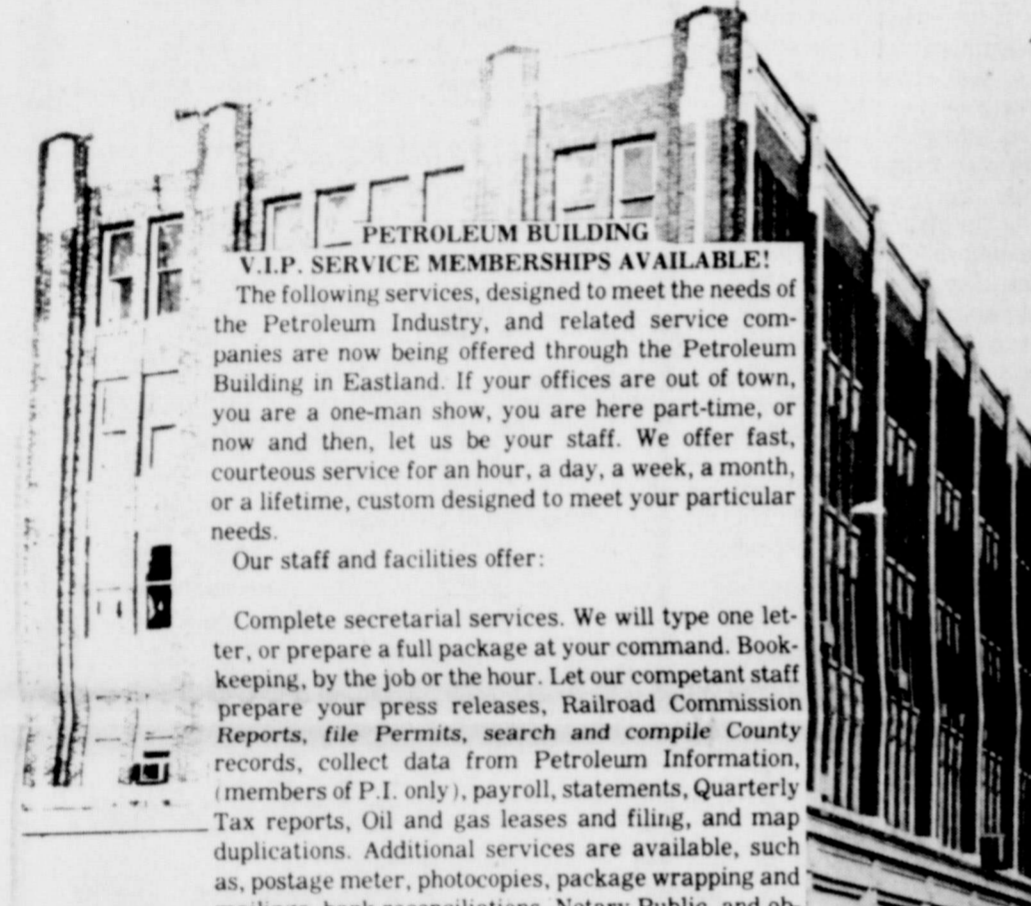 PETROLEUM BUILDING
V.I.P. SERVICE MEMBERSHIPS AVAILABLE!
The following services, designed to meet the needs of
the Petroleum Industry, and related service com-
panies are now being offered through the Petroleum
Building in Eastland. If your offices are out of town,
you are a one-man show, you are here part-time, or
now and then, let us be your staff. We offer fast,
courteous service for an hour, a day, a week, a month,
or a lifetime, custom designed to meet your particular
needs.
Our staff and facilities offer:
Complete secretarial services. We will type one let-
ter, or prepare a full package at your command. Book-
keeping, by the job or the hour. Let our competant staff
prepare your press releases, Railroad Commission
Reports, file Permits, search and compile County
records, collect data from Petroleum Information,
(members of P.I. only), payroll, statements, Quarterly
Tax reports, Oil and gas leases and filing, and map
duplications. Additional services are available, such
as, postage meter, photocopies, package wrapping and
bank reconciliations, Notary Public, and ob-